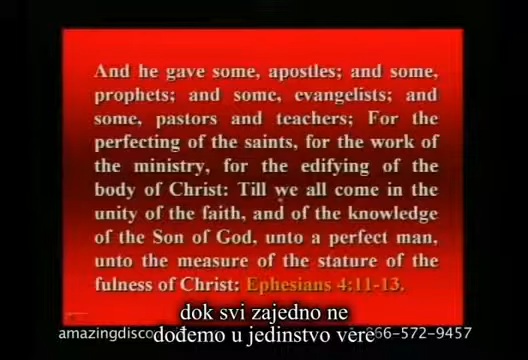 And he gave some, apostles; and some,
prophets; and some, evangelists; and
some, pastors and teachers; For the
perfecting of the saints, for the work of
the ministry, for the edifying of the
body of Christ: Till we all come in the
unity of the faith, and of the knowledge
of the Son of God, unto a perfect man,
unto the measure of the stature of the
fulness of Christ: Ephesians 4:11-13.
dok svi zajedno ne
dođemo u jedinstvo vere